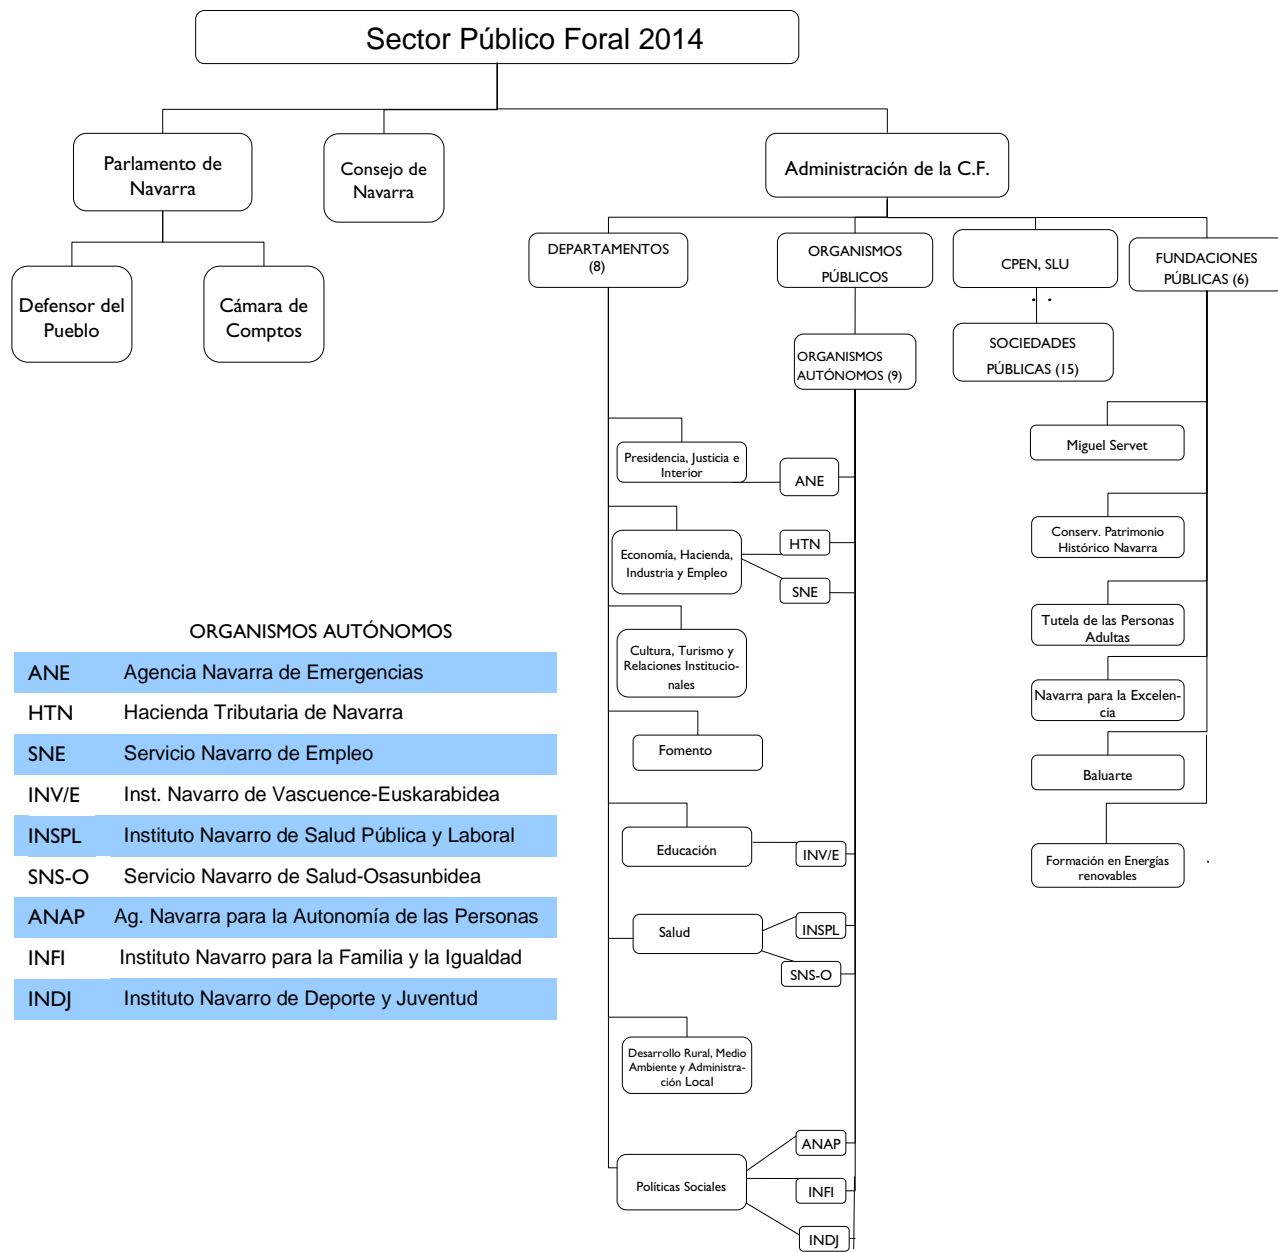 Sector Público Foral 2014
Parlamento de
Navarra
Consejo de
Navarra
Administración de la C.F.
Defensor del
Pueblo
Cámara de
Comptos
DEPARTAMENTOS
(8)
ORGANISMOS
PÚBLICOS
CPEN, SLU
FUNDACIONES
PÚBLICAS (6)
ORGANISMOS
AUTÓNOMOS (9)
SOCIEDADES
PÚBLICAS (15)
Presidencia, Justicia e
Interior
ANE
Economía, Hacienda,
Industria y Empleo
HTN
SNE
Cultura, Turismo y
Relaciones Institucio-
nales
Fomento
Educación
INV/E
Salud
INSPL
SNS-O
Desarrollo Rural, Medio
Ambiente y Administra-
ción Local
Políticas Sociales
ANAP
INFI
INDJ
Miguel Servet
Conserv. Patrimonio
Histórico Navarra
Tutela de las Personas
Adultas
Navarra para la Excelen-
cia
Baluarte
Formación en Energías
renovables
ORGANISMOS AUTÓNOMOS
ANE Agencia Navarra de Emergencias
HTN Hacienda Tributaria de Navarra
SNE Servicio Navarro de Empleo
INV/E Inst. Navarro de Vascuence-Euskarabidea
INSPL Instituto Navarro de Salud Pública y Laboral
SNS-O Servicio Navarro de Salud-Osasunbidea
ANAP Ag. Navarra para la Autonomía de las Personas
INFI Instituto Navarro para la Familia y la Igualdad
INDJ Instituto Navarro de Deporte y Juventud